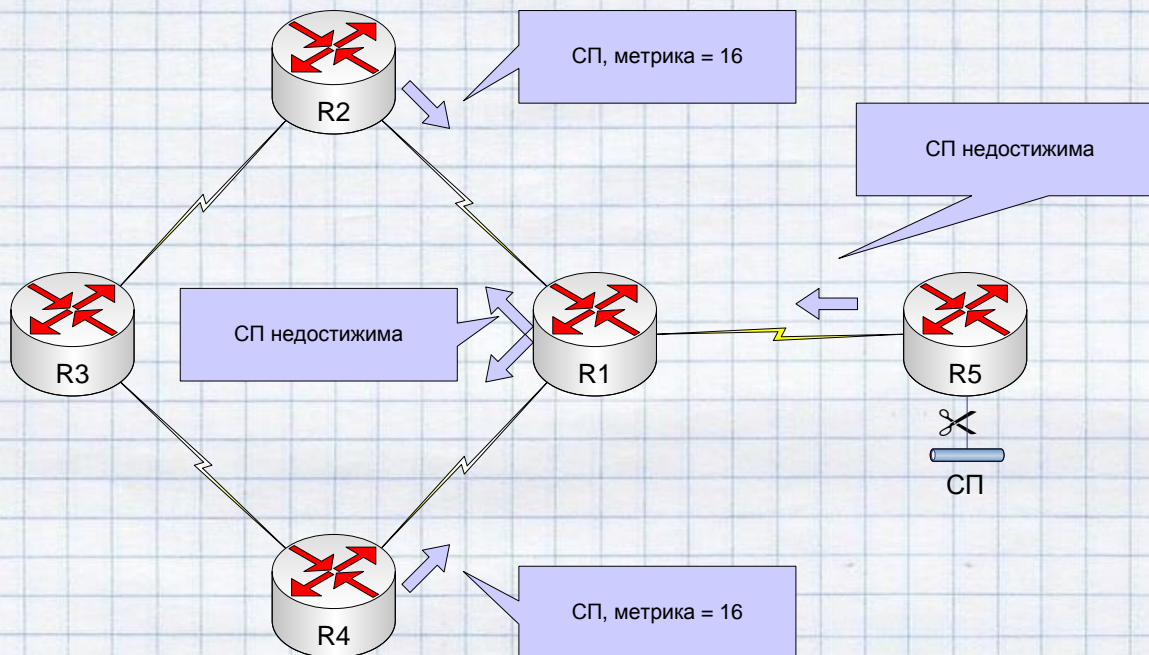 СП, метрика = 16
R2
СП недостижима
СП недостижима
R3
R1
R5
СП
СП, метрика = 16
R4